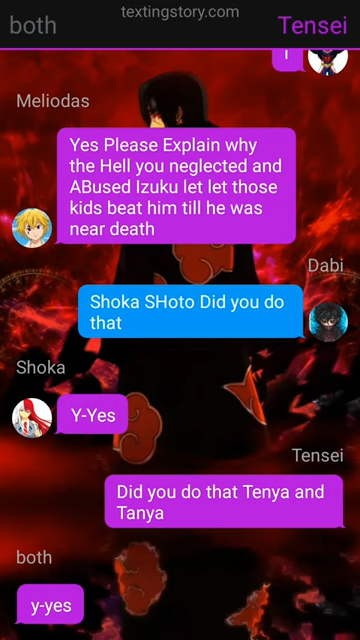 textingstory.com
both
Tensei
Meliodas
Yes Please Explain why
the Hell you neglected and
ABused Izuku let let those
kids beat him till he was
near death
Dabi
Shoka SHoto Did you do
that
Shoka
Y-Yes
Tensei
Did you do that Tenya and
Tanya
both
y-yes